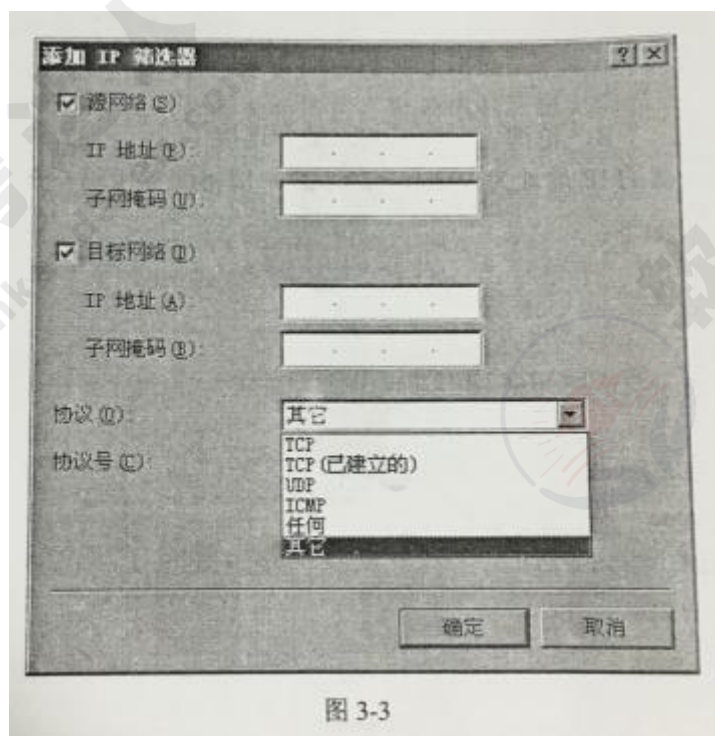 添加 IP 筛选器
源网络(S)
IP 地址(P):
子网掩码(U):
目标网络(D)
IP 地址(A):
子网掩码(B):
协议(O):
其它
TCP
TCP(已建立的)
UDP
ICMP
任何
其它
协议号(C):
确定
取消
图 3-3